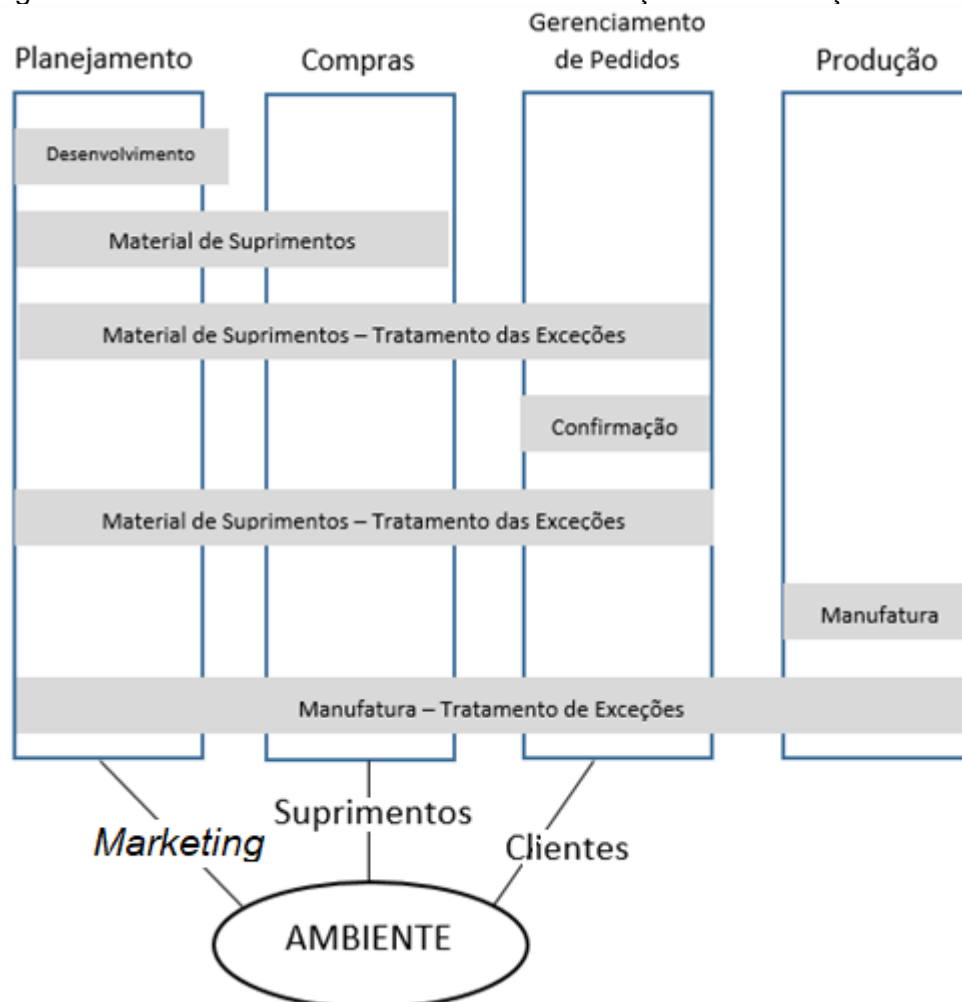 Gerenciamento
Planejamento
Compras
de Pedidos
Produção
Desenvolvimento
Material de Suprimentos
Material de Suprimentos – Tratamento das Exceções
Confirmação
Material de Suprimentos – Tratamento das Exceções
Manufatura
Manufatura – Tratamento de Exceções
Suprimentos
Marketing
Clientes
AMBIENTE